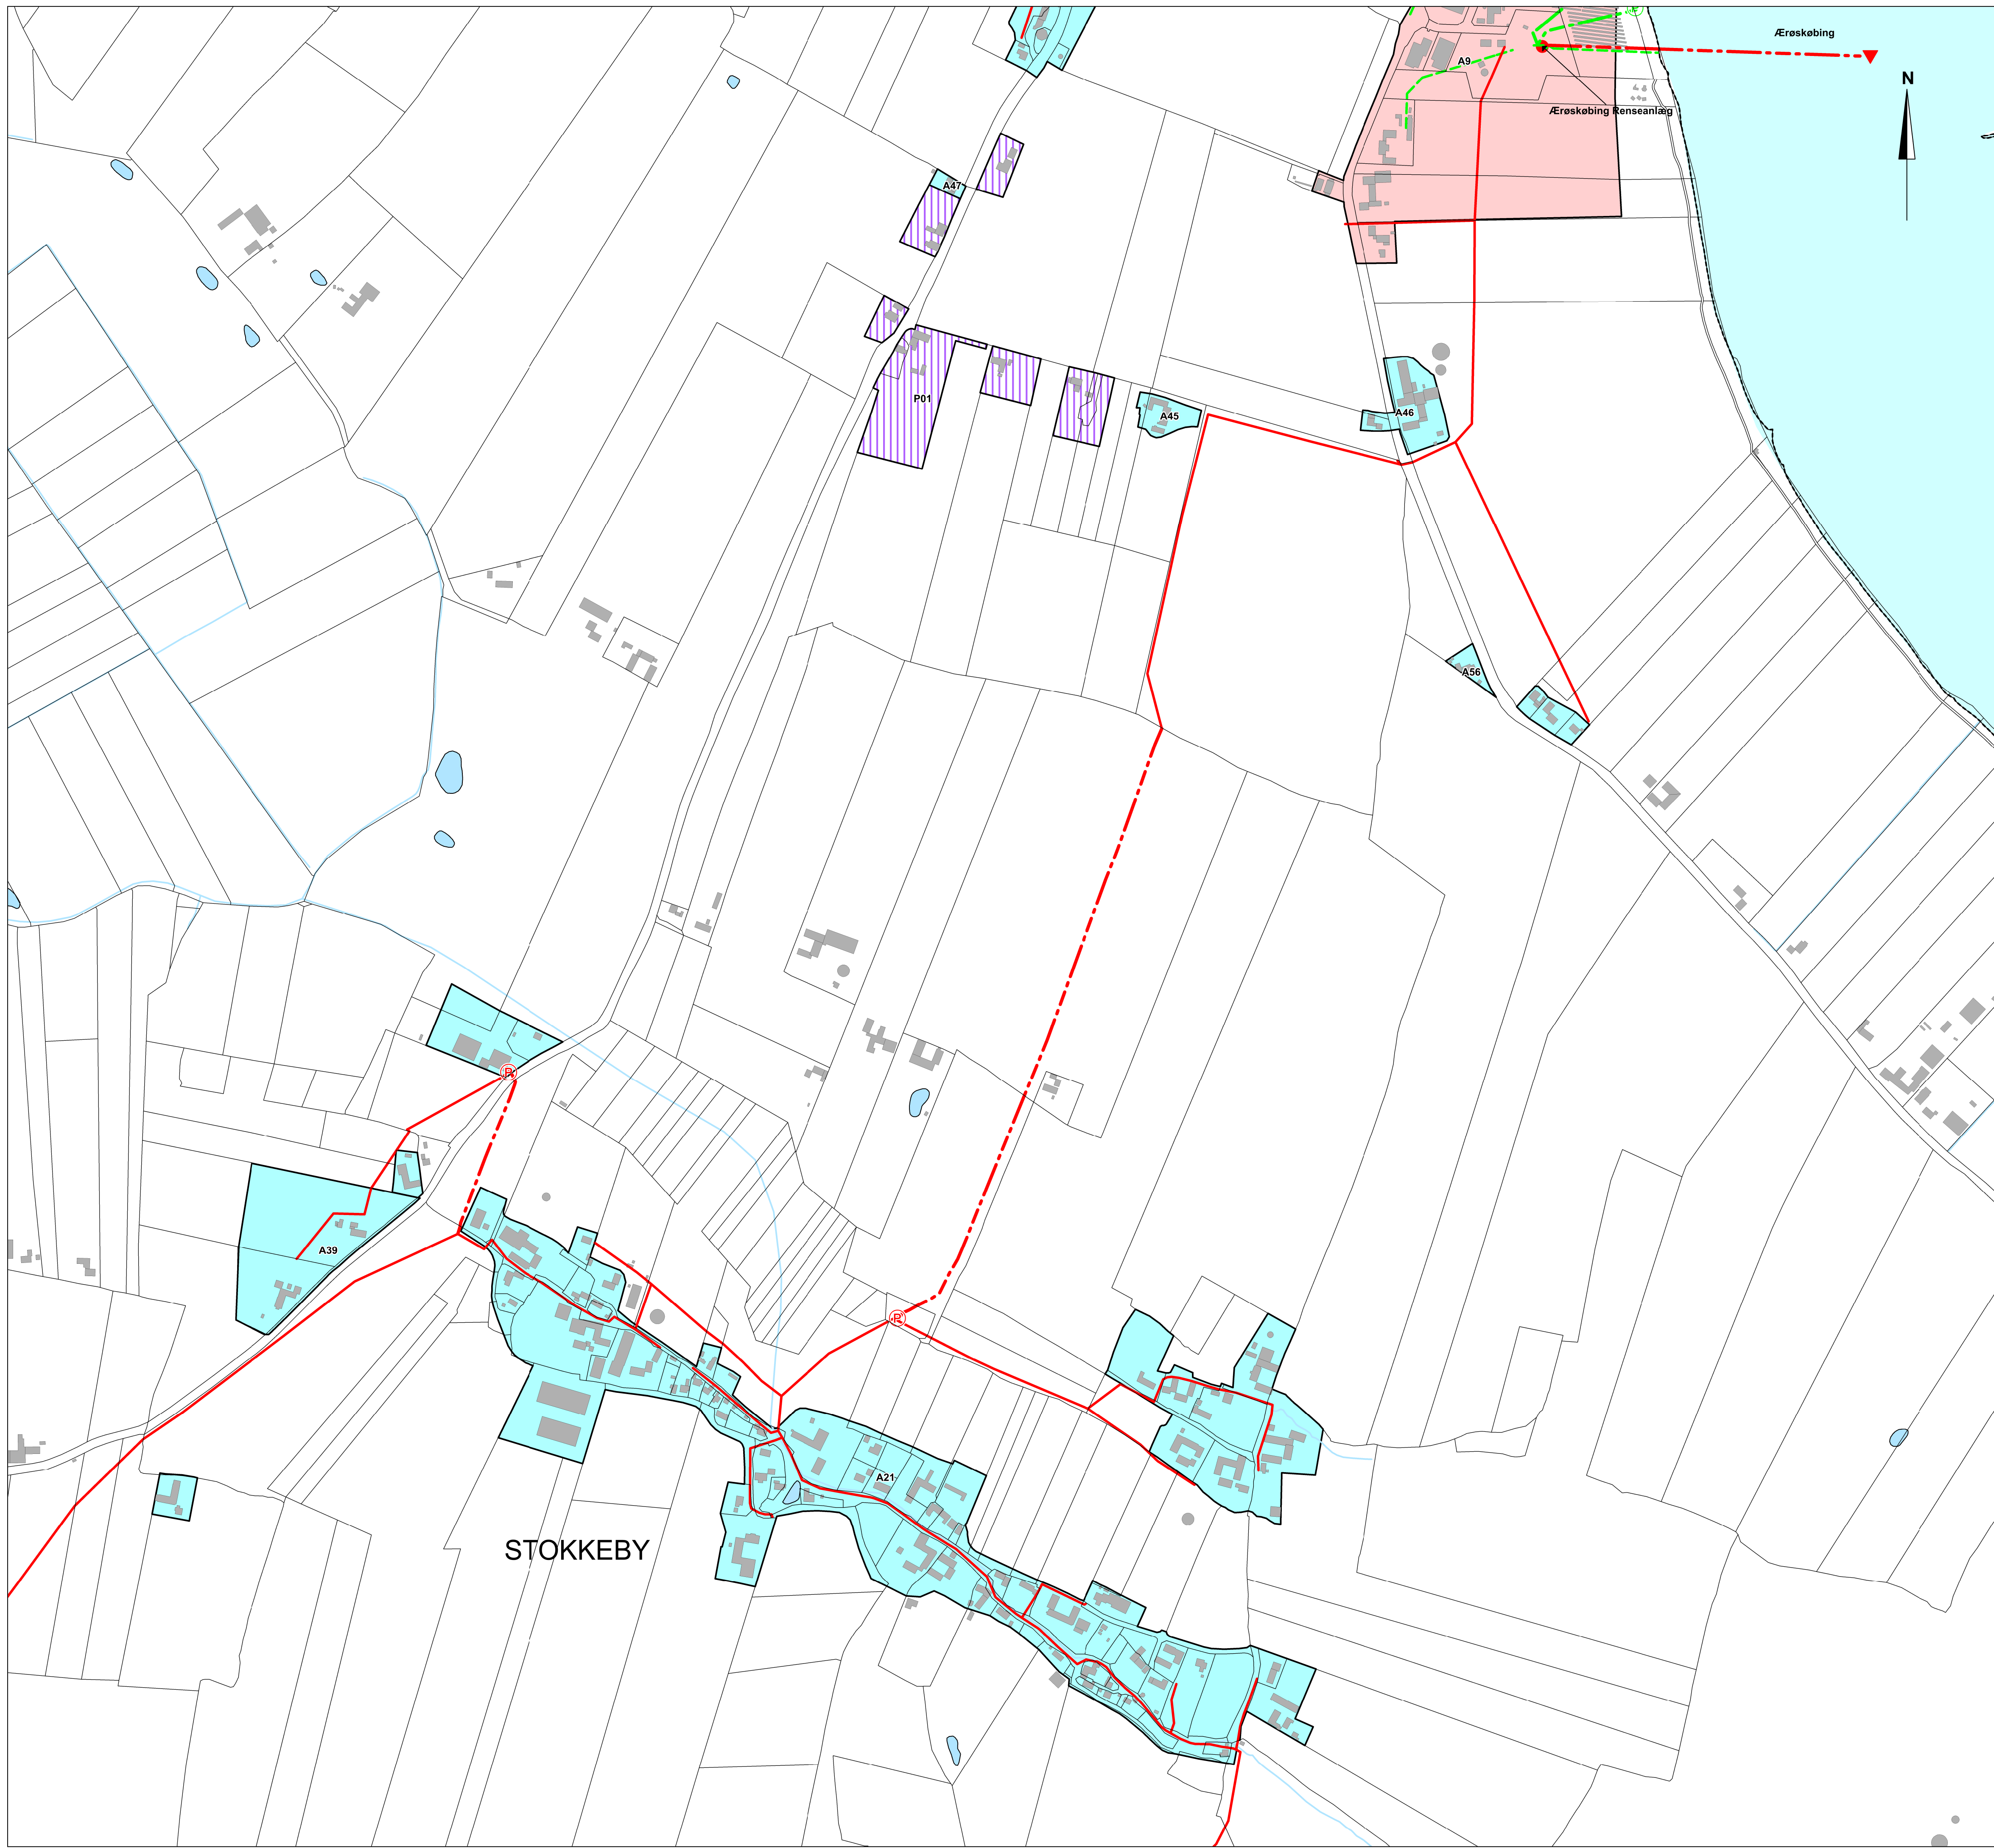 Ærøskøbing
A9
N
Ærøskøbing Renseanlæg
A47
P01
A45
A46
A56
P
A39
P
A21
STOKKEBY